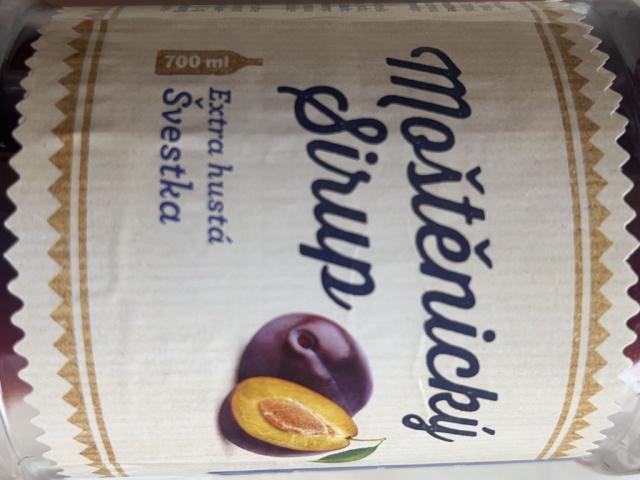 Moštěnický
Sirup
Extra hustá
Švestka
700 ml